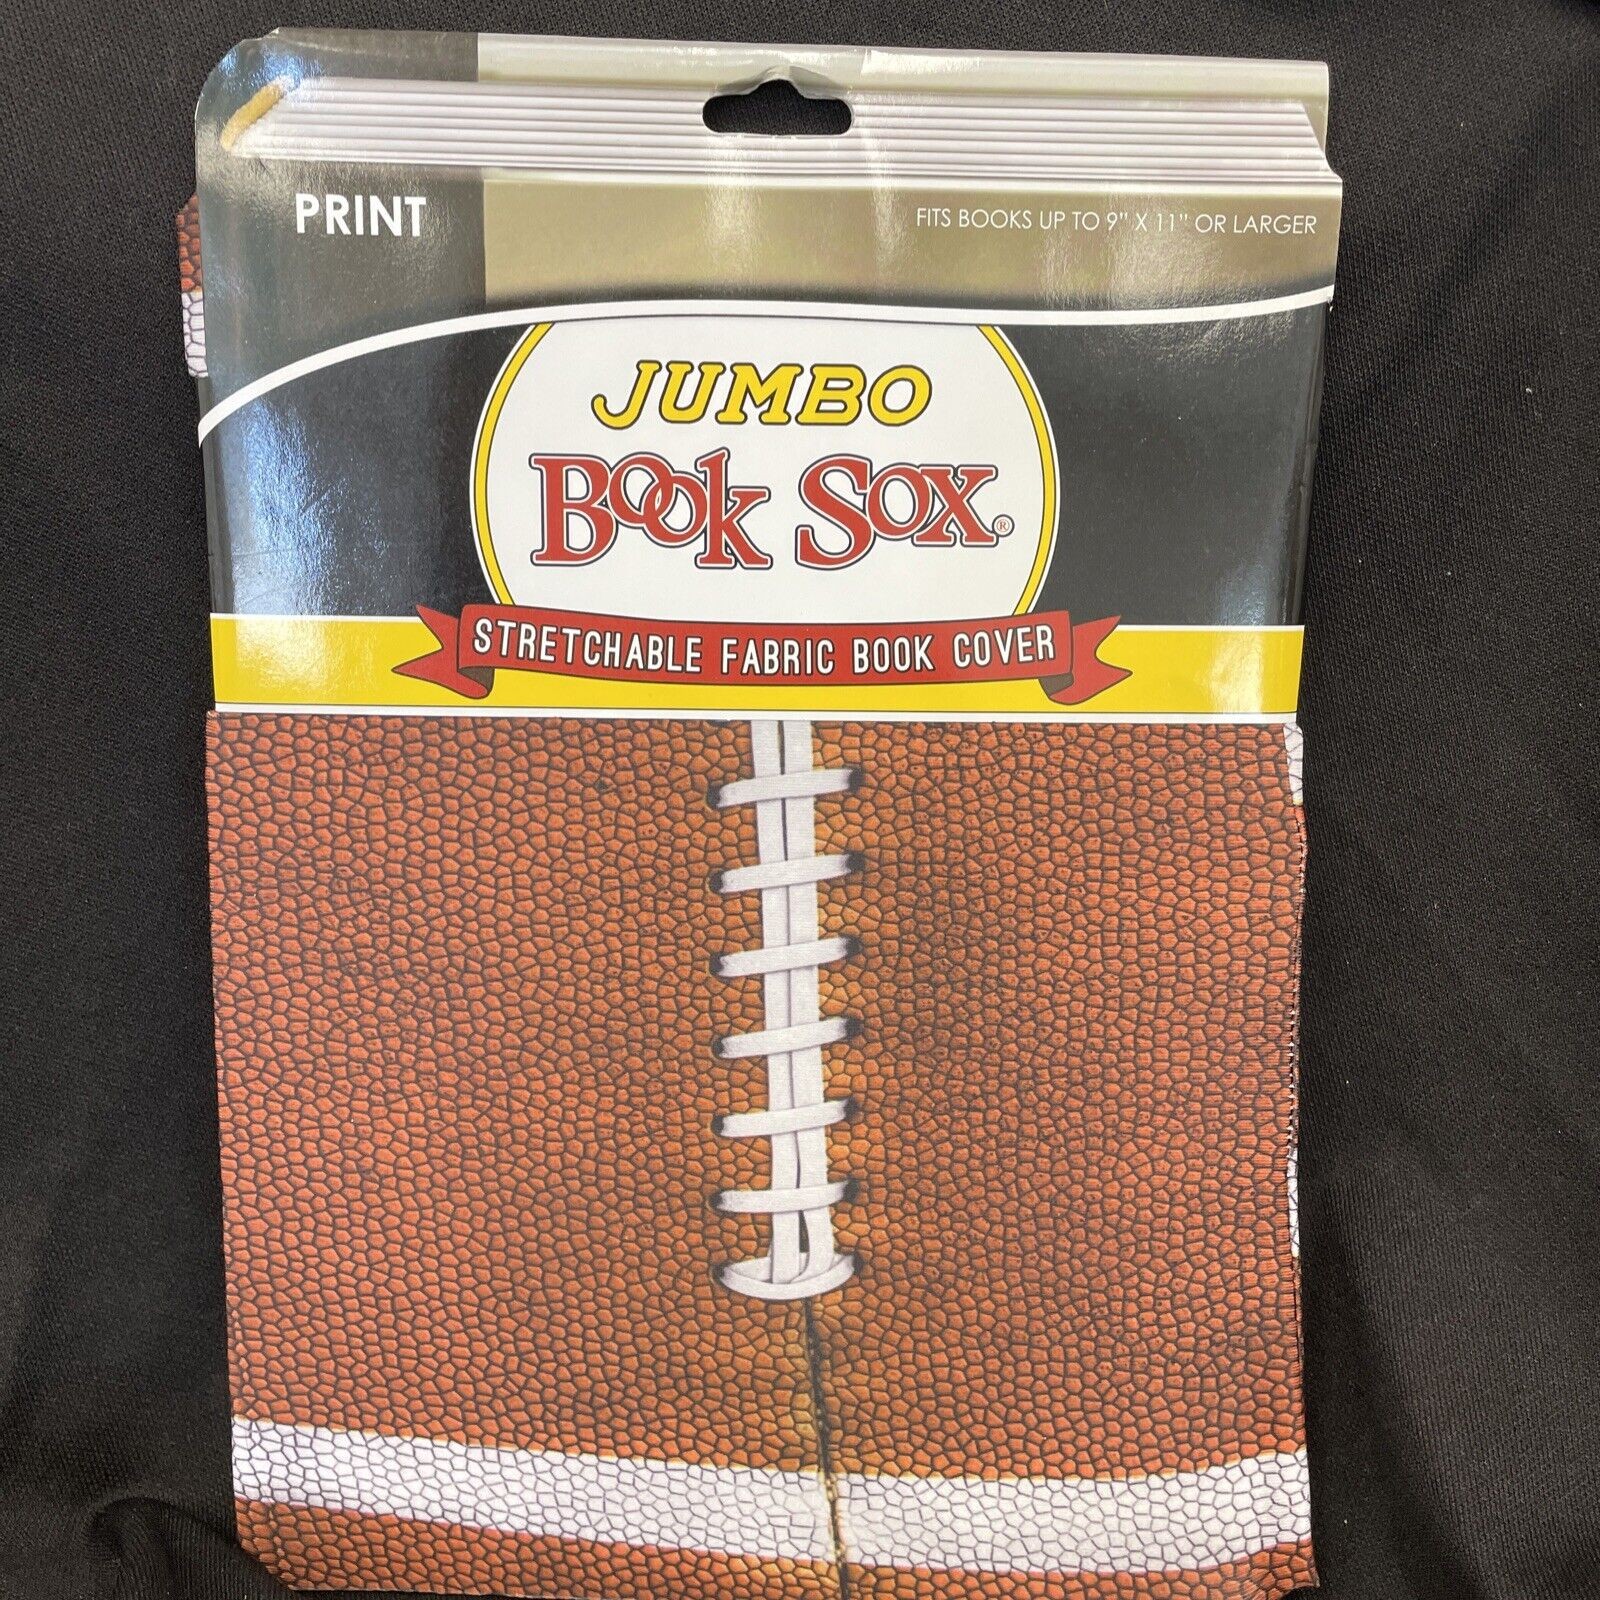 PRINT
FITS BOOKS UP TO 9" X 11" OR LARGER
JUMBO
Book Sox®
STRETCHABLE FABRIC BOOK COVER